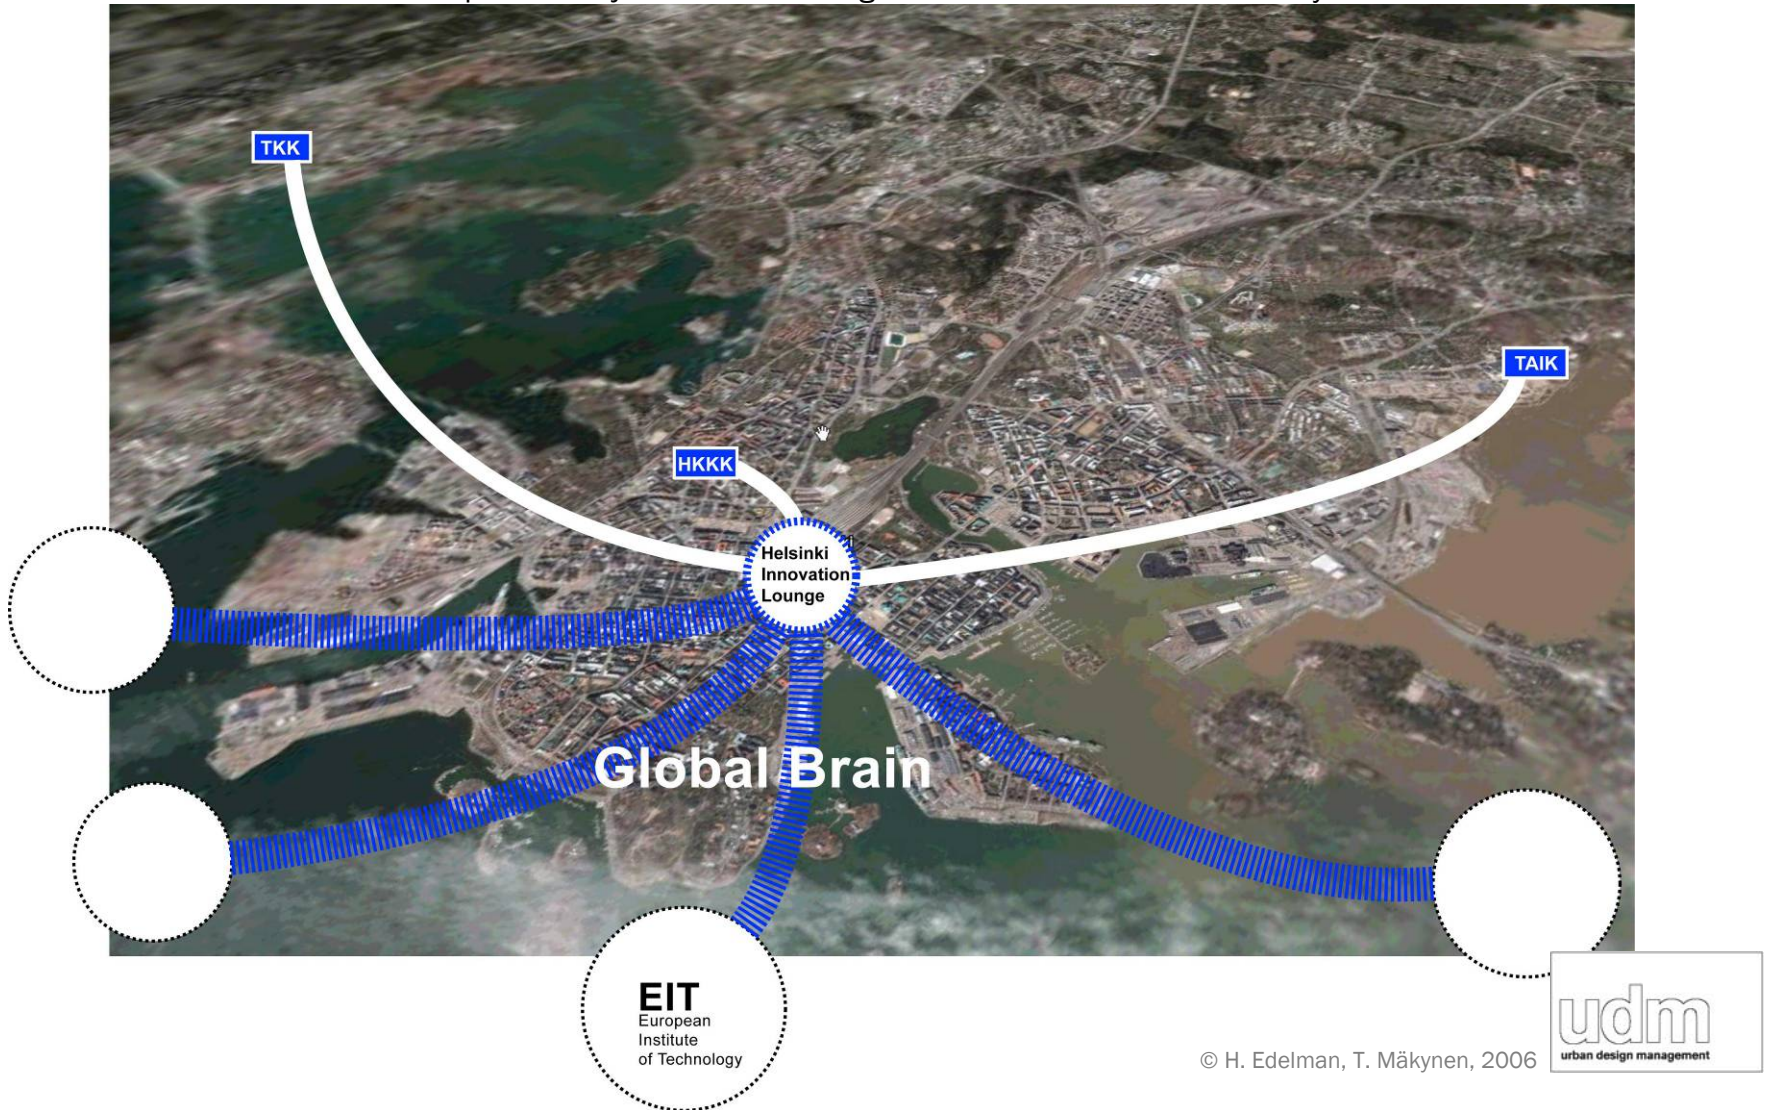 TKK
TAIK
HKKK
Helsinki
Innovation
Lounge
Global Brain
EIT
European
Institute
of Technology
© H. Edelman, T. Mäkynen, 2006
udm
urban design management